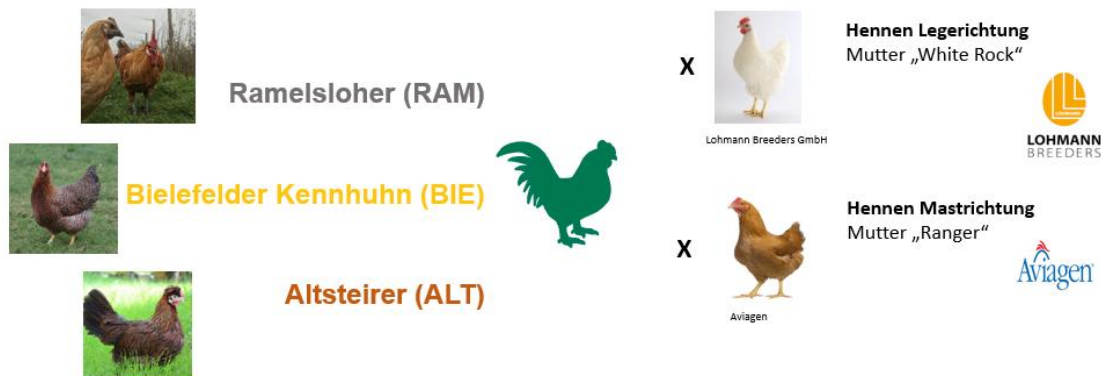 Ramelsloher (RAM)
Bielefelder Kennhuhn (BIE)
Altsteirer (ALT)
X
Lohmann Breeders GmbH
Hennen Legerichtung
Mutter „White Rock“
LOHMANN
LOHMANN
BREEDERS
X
Aviagen
Hennen Mastrichtung
Mutter „Ranger“
Aviagen